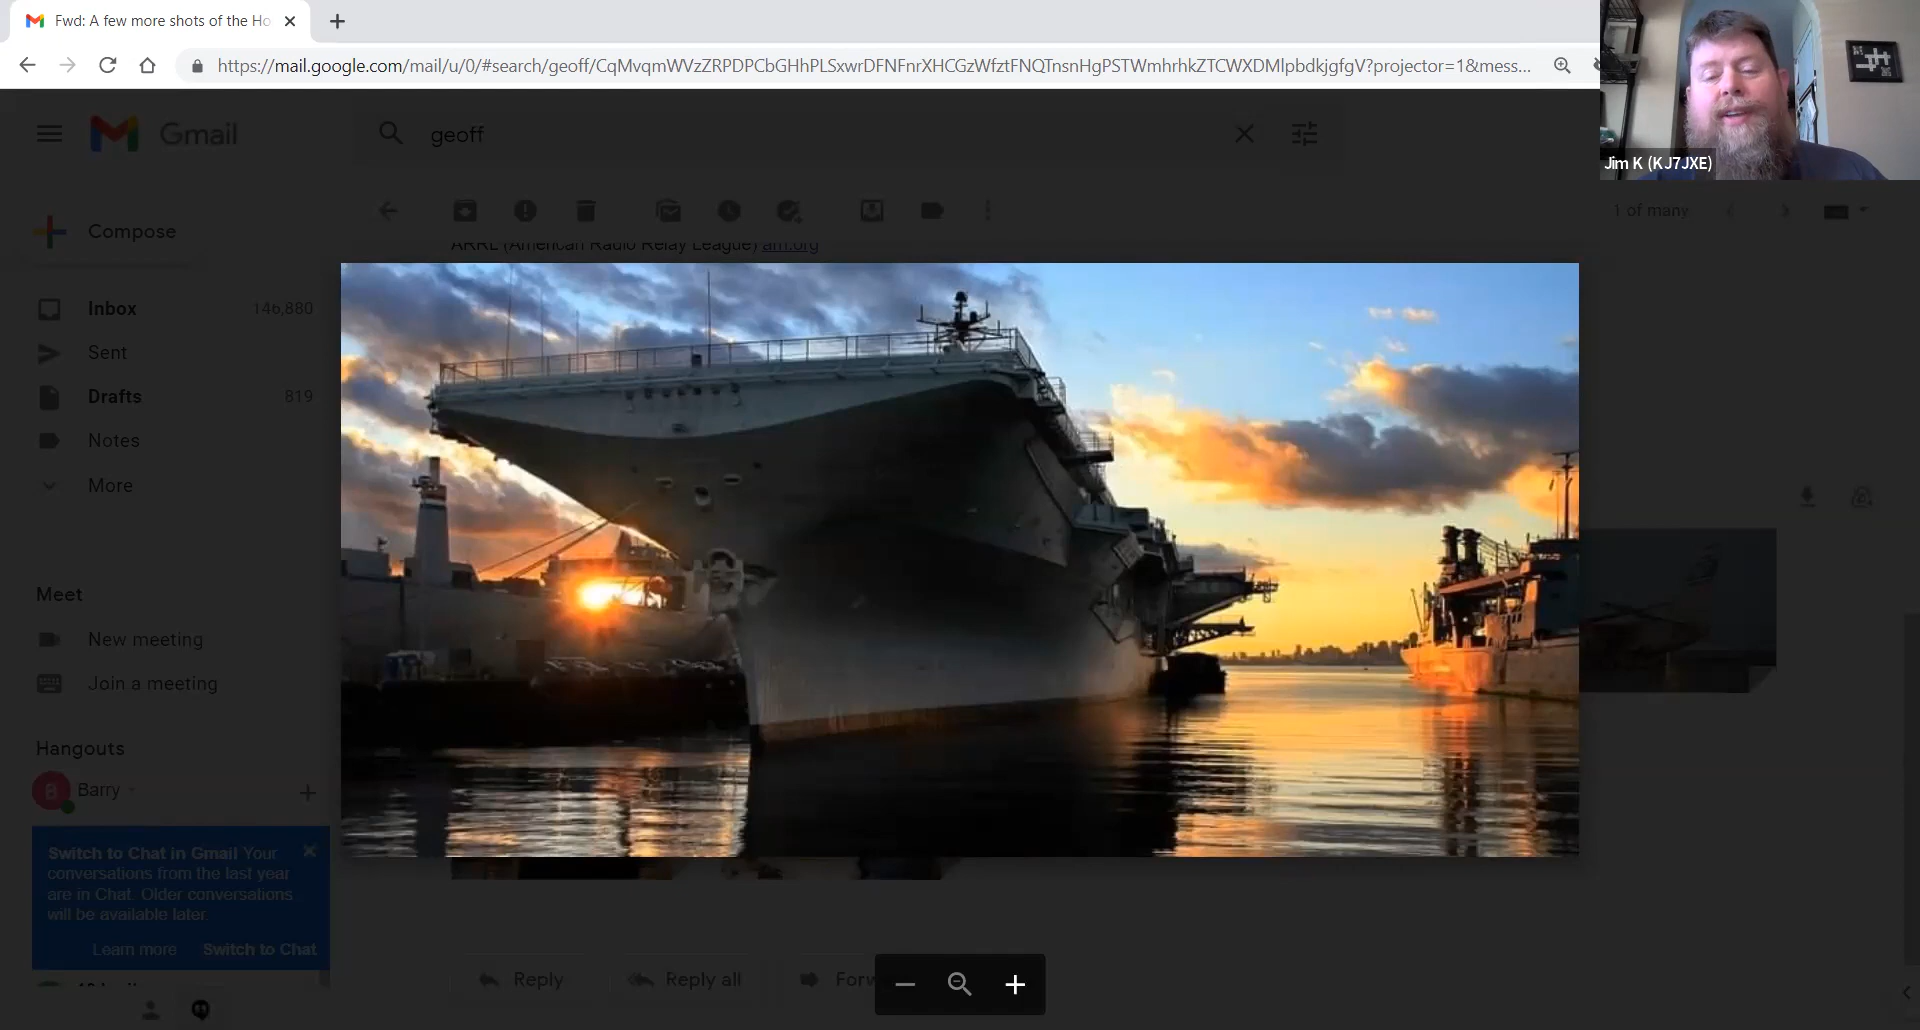 Fwd: A few more shots of the Ho
https://mail.google.com/mail/u/0/#search/geoff/CqMvqmWVzZRPDPCbGHhPLSxwrDFNFnrXHCGzWfztFNQTnsnHgPSTWmhrhkZTCWXDMlpbdkjgfgV?projector=1&mess...
Jim K (KJ7JXE)
Gmail
geoff
1 of many
Compose
ARRL (American Radio Relay League) arrl.org
Inbox 146,880
Sent
Drafts 819
Notes
More
Meet
New meeting
Join a meeting
Hangouts
B Barry
Switch to Chat in Gmail Your
conversations from the last year
are in Chat. Older conversations
will be available later.
Learn more Switch to Chat
Reply Reply all Forw